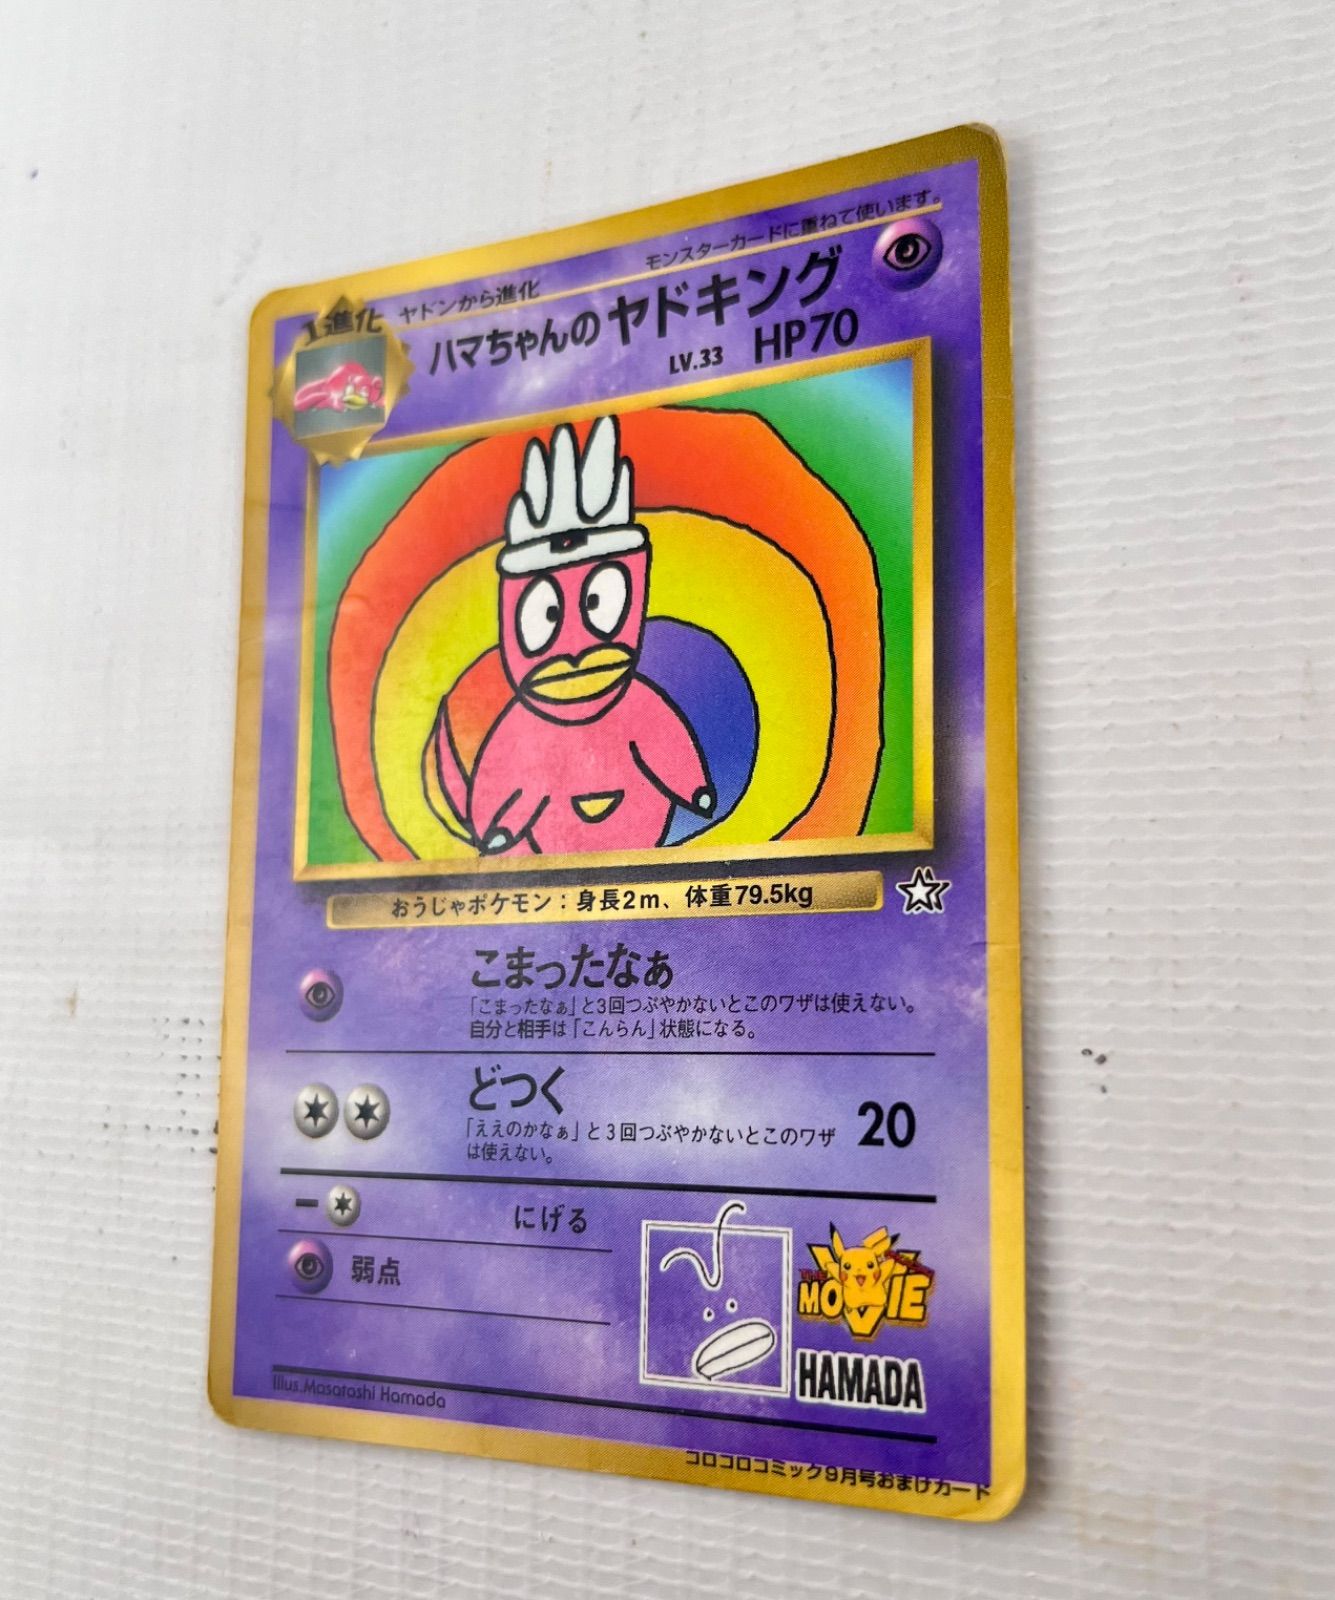 1進化
ヤドンから進化
モンスターカードに重ねて使います。
ハマちゃんのヤドキング
LV.33 HP70
おうじゃポケモン：身長2m、体重79.5kg
こまったなぁ
「こまったなぁ」と3回つぶやかないとこのワザは使えない。
自分と相手は「こんらん」状態になる。
どつく
20
「ええのかなぁ」と3回つぶやかないとこのワザ
は使えない。
にげる
弱点
MOVIE
HAMADA
Illus.Masatoshi Hamada
コロコロコミック9月号おまけカード